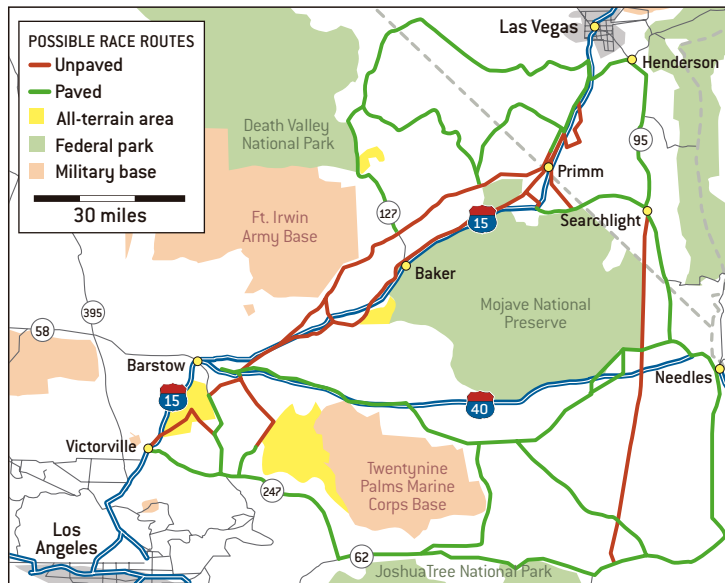 POSSIBLE RACE ROUTES
Unpaved
Paved
All-terrain area
Federal park
Military base
30 miles
Las Vegas
Henderson
Death Valley
National Park
95
Primm
127
Ft. Irwin
Army Base
15
Searchlight
Baker
395
Mojave National
Preserve
58
Barstow
Needles
15
40
Victorville
Twentynine
Palms Marine
Corps Base
247
Los
Angeles
62
JoshuaTree National Park